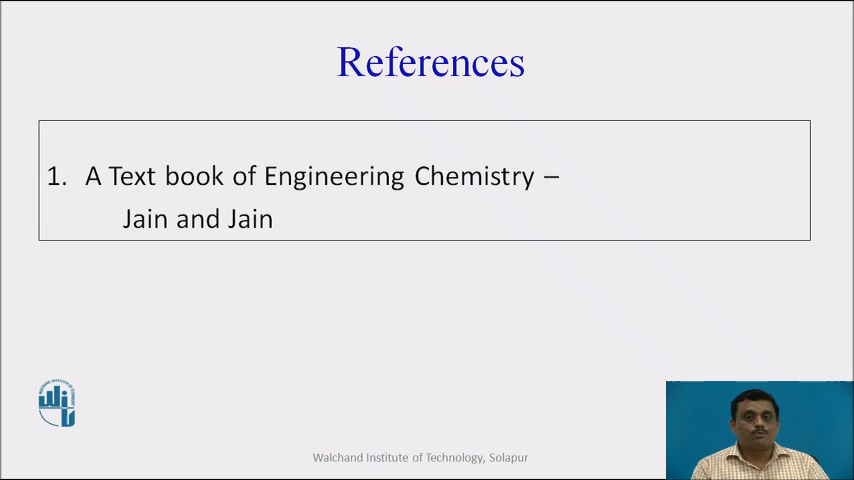 References
1. A Text book of Engineering Chemistry –
Jain and Jain
Walchand Institute of Technology, Solapur